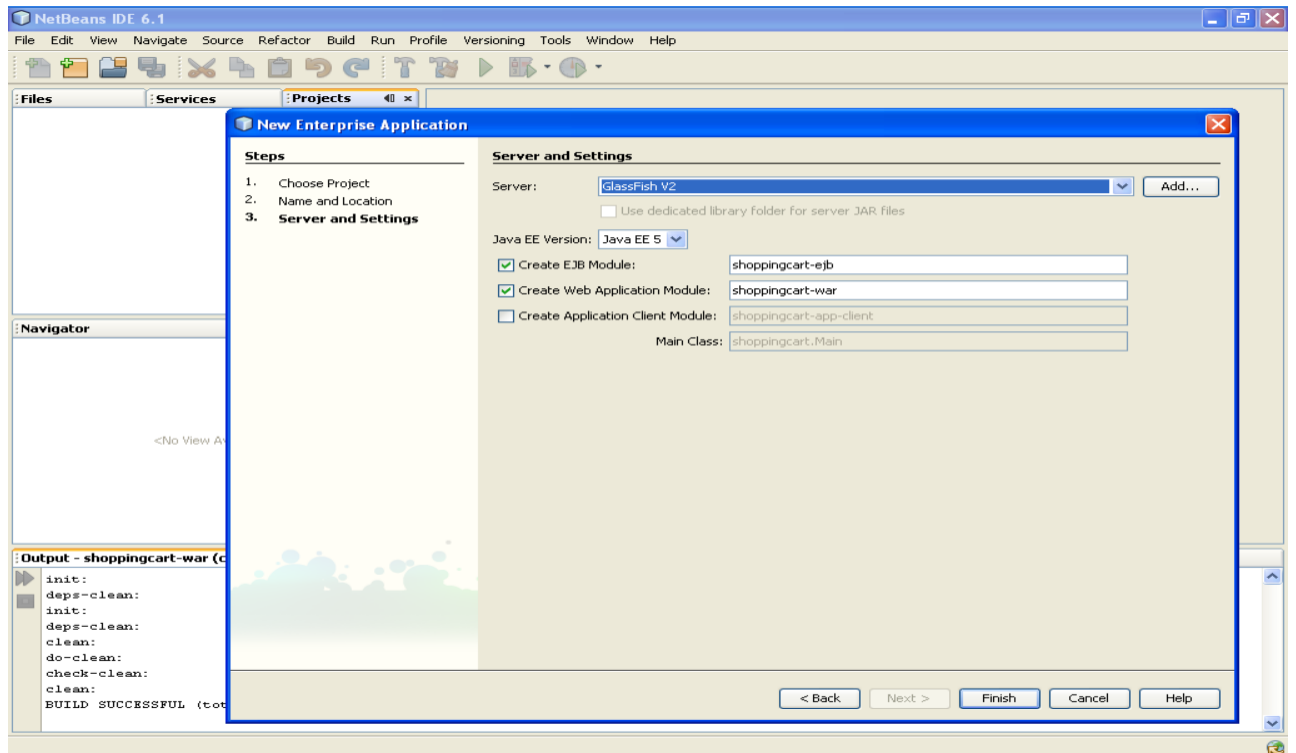 NetBeans IDE 6.1
File Edit View Navigate Source Refactor Build Run Profile Versioning Tools Window Help
Files Services Projects
New Enterprise Application
Steps
1. Choose Project
2. Name and Location
3. Server and Settings
Server and Settings
Server: GlassFish V2 Add...
Use dedicated library folder for server JAR files
Java EE Version: Java EE 5
Create EJB Module: shoppingcart-ejb
Create Web Application Module: shoppingcart-war
Create Application Client Module: shoppingcart-app-client
Main Class: shoppingcart.Main
Navigator
<No View Av
Output - shoppingcart-war (c
init:
deps-clean:
init:
deps-clean:
clean:
do-clean:
check-clean:
clean:
BUILD SUCCESSFUL (tot
< Back Next > Finish Cancel Help